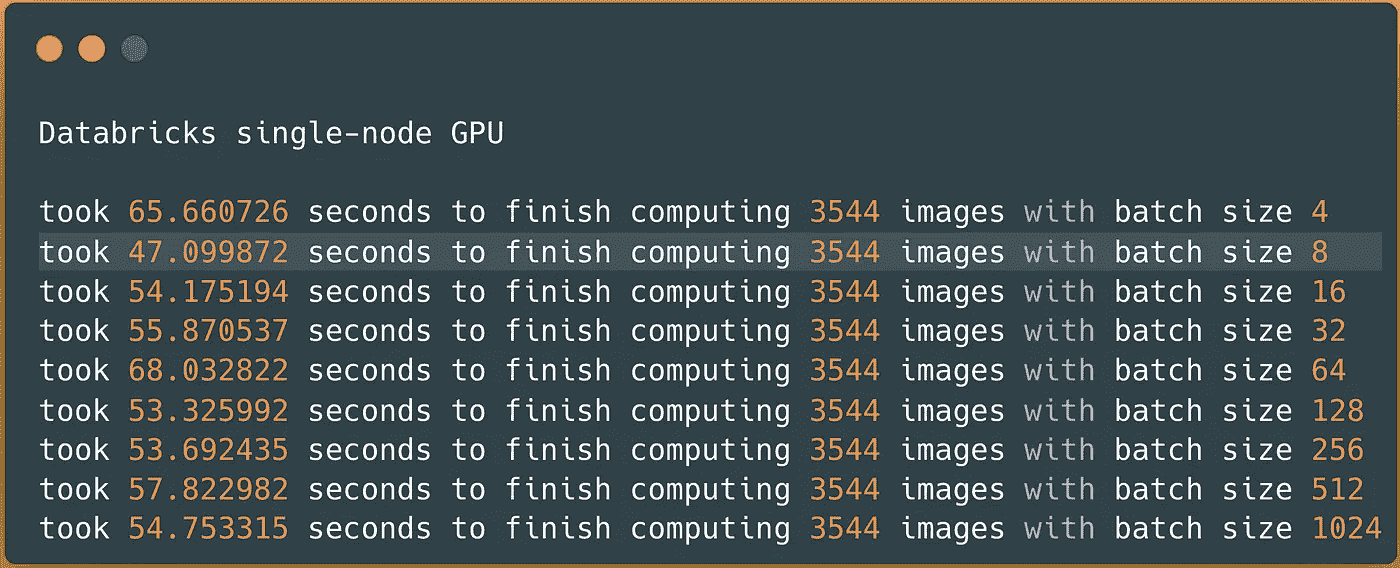 Databricks single-node GPU
took 65.660726 seconds to finish computing 3544 images with batch size 4
took 47.099872 seconds to finish computing 3544 images with batch size 8
took 54.175194 seconds to finish computing 3544 images with batch size 16
took 55.870537 seconds to finish computing 3544 images with batch size 32
took 68.032822 seconds to finish computing 3544 images with batch size 64
took 53.325992 seconds to finish computing 3544 images with batch size 128
took 53.692435 seconds to finish computing 3544 images with batch size 256
took 57.822982 seconds to finish computing 3544 images with batch size 512
took 54.753315 seconds to finish computing 3544 images with batch size 1024